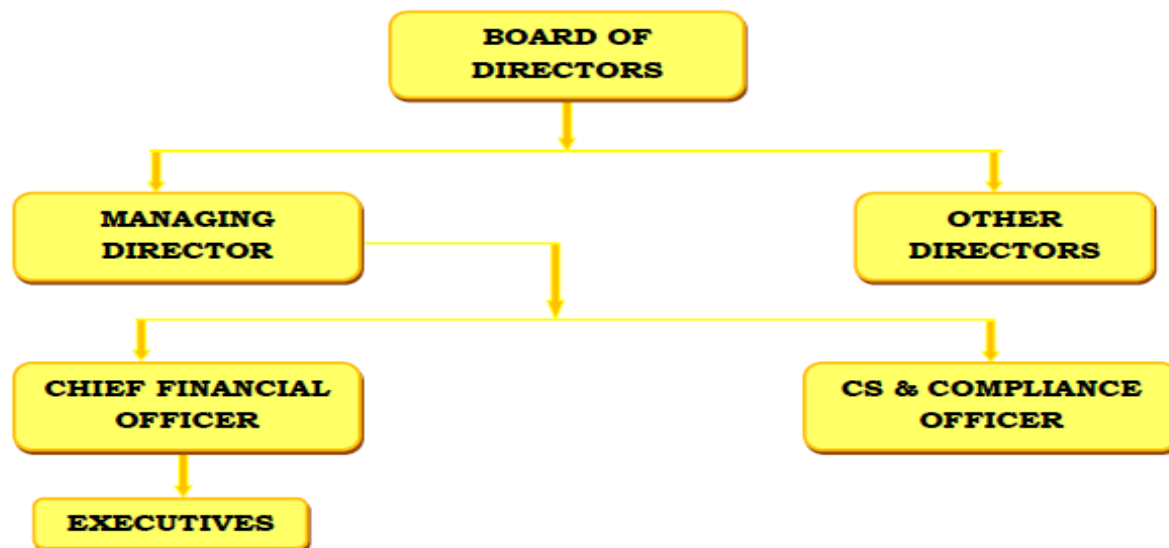 BOARD OF
DIRECTORS
MANAGING
DIRECTOR
OTHER
DIRECTORS
CHIEF FINANCIAL
OFFICER
CS & COMPLIANCE
OFFICER
EXECUTIVES